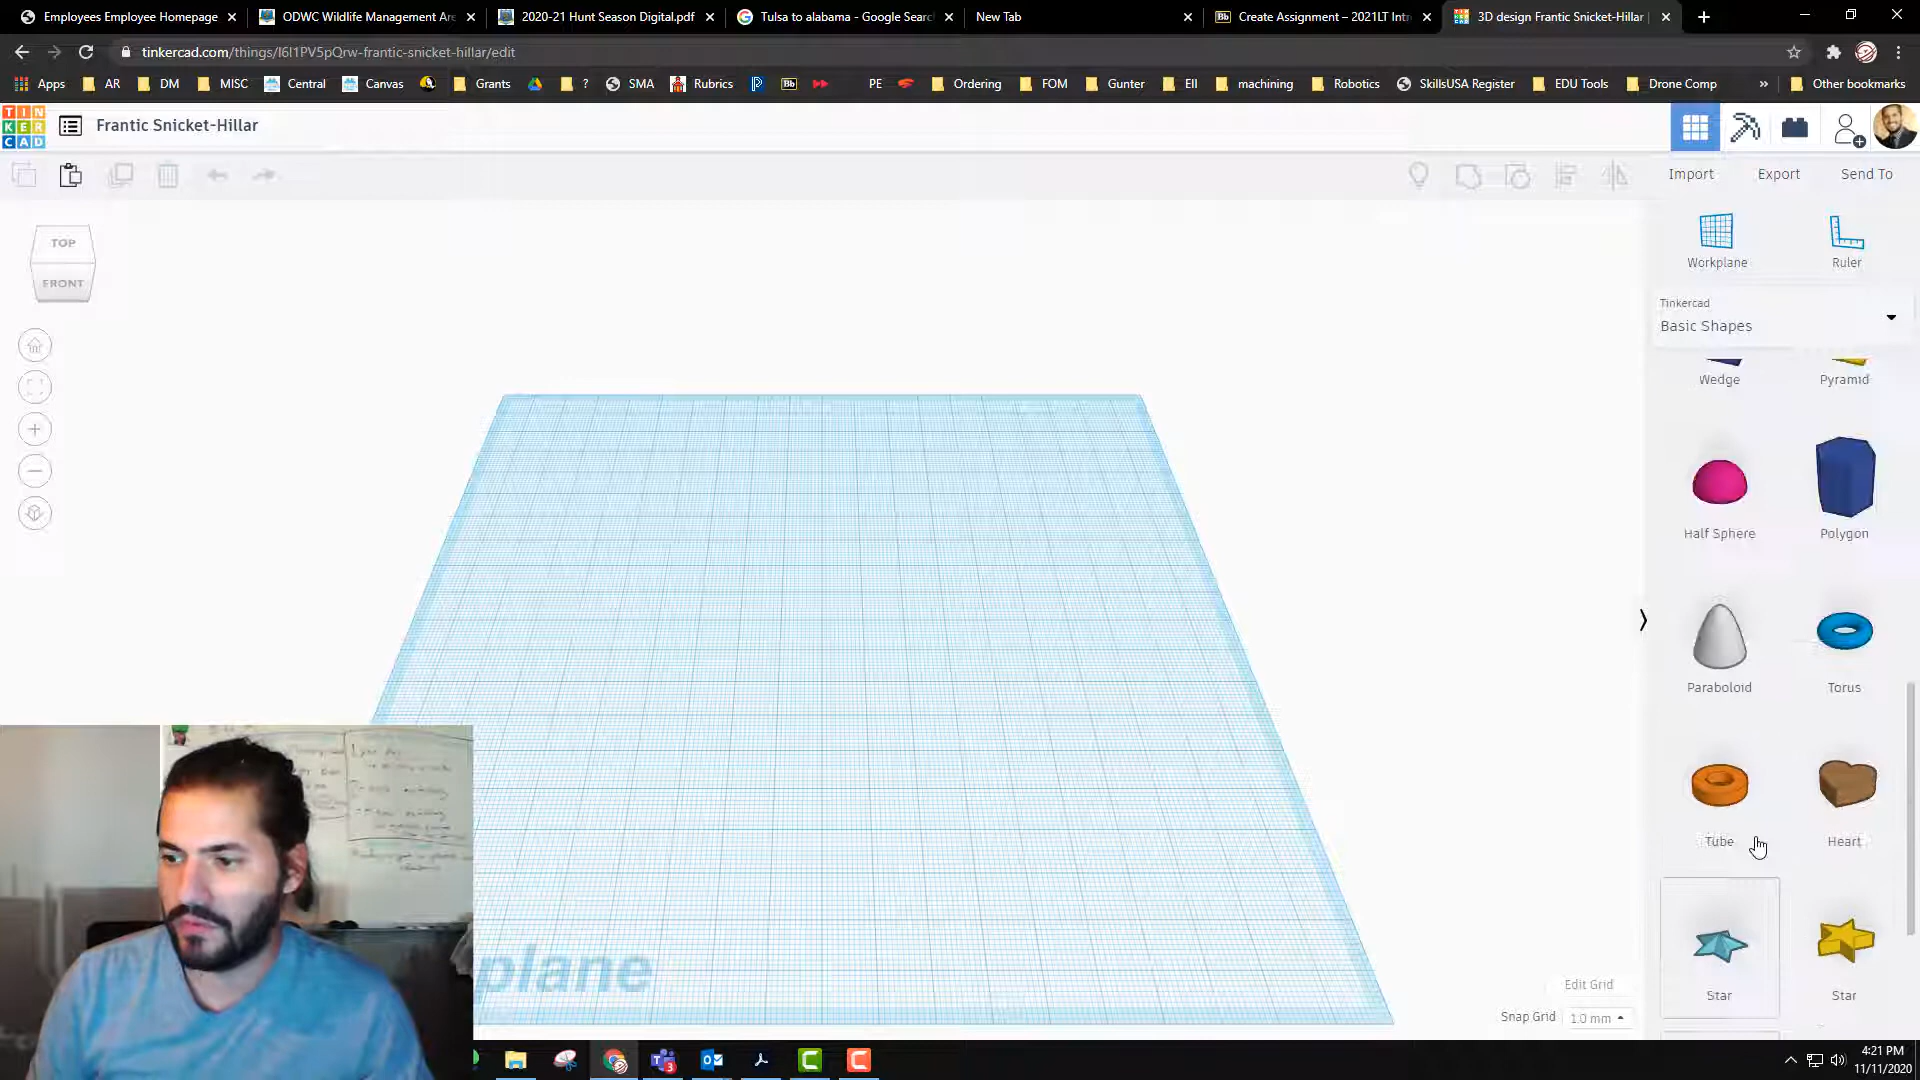 Employees Employee Homepage
ODWC Wildlife Management Are
2020-21 Hunt Season Digital.pdf
Tulsa to alabama - Google Searc
New Tab
Create Assignment – 2021LT Intr
3D design Frantic Snicket-Hillar |
tinkercad.com/things/l6l1PV5pQrw-frantic-snicket-hillar/edit
Apps
AR
DM
MISC
Central
Canvas
Grants
?
SMA
Rubrics
Bb
PE
Ordering
FOM
Gunter
EII
machining
Robotics
SkillsUSA Register
EDU Tools
Drone Comp
»
Other bookmarks
TIN
KER
CAD
Frantic Snicket-Hillar
Import
Export
Send To
TOP
FRONT
Workplane
Ruler
Tinkercad
Basic Shapes
Wedge
Pyramid
Half Sphere
Polygon
Paraboloid
Torus
Tube
Heart
Star
Star
plane
Edit Grid
Snap Grid
1.0 mm
4:21 PM
11/11/2020